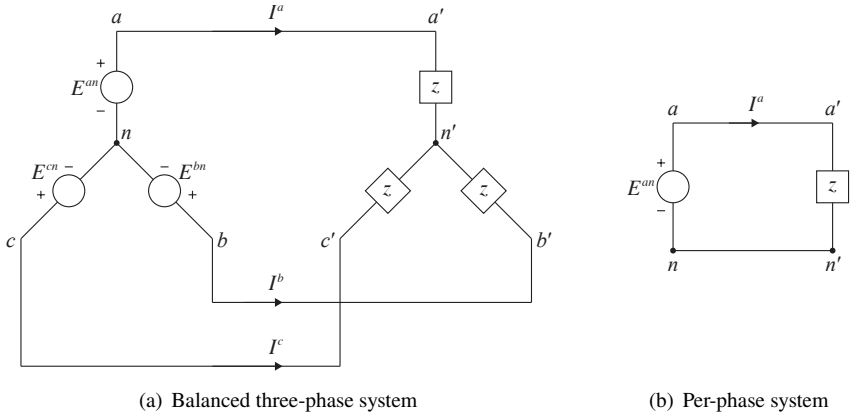 a
I^a
a′
+
E^{an}
−
z
n
n′
E^{cn} −
+
− E^{bn}
+
z
z
c
b
c′
b′
I^b
I^c
(a) Balanced three-phase system
a
I^a
a′
+
E^{an}
−
z
n
n′
(b) Per-phase system